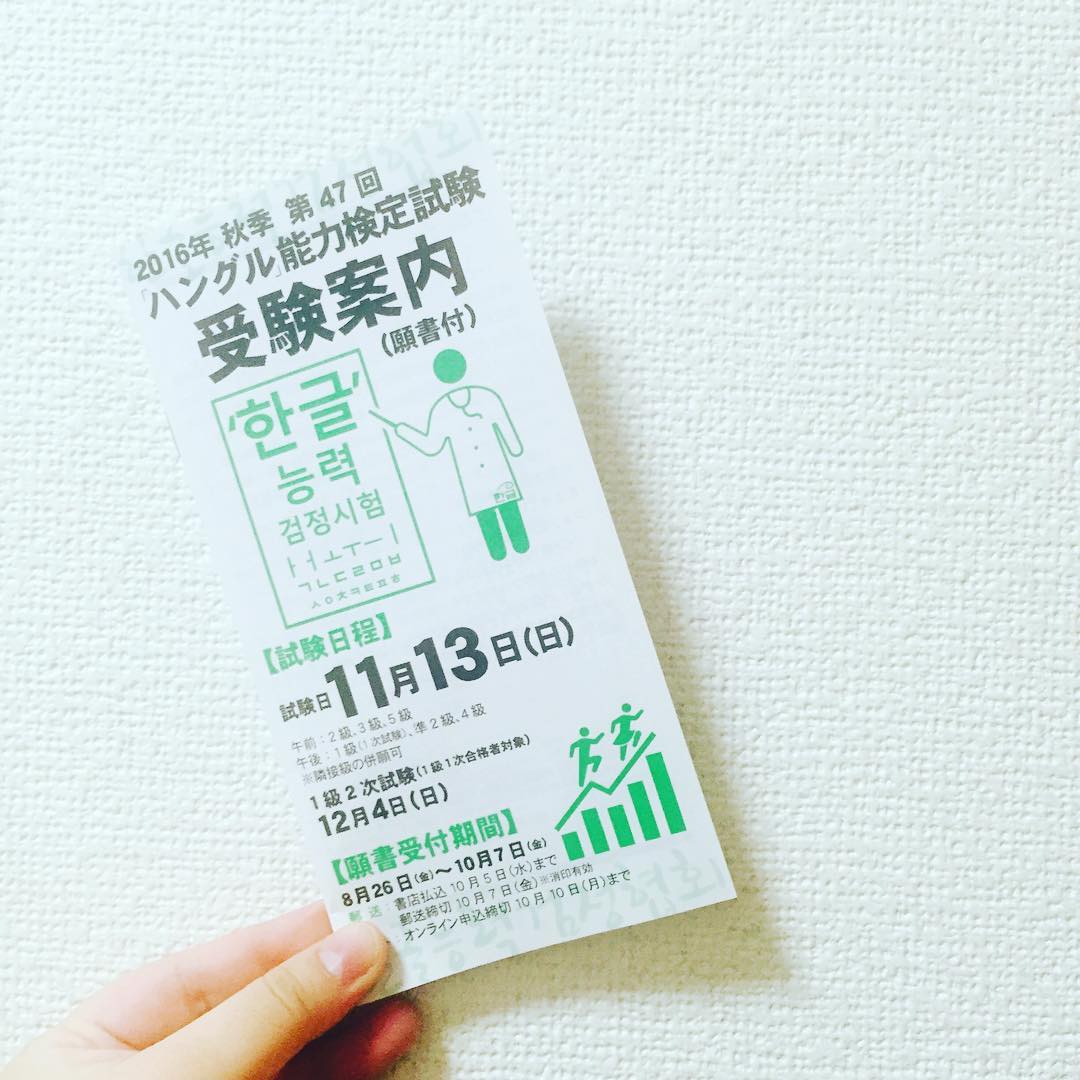 2016年 秋季 第47回
「ハングル」能力検定試験
受験案内
(願書付)
'한글'
능력
검정시험
ㅏㅓㅗㅜㅡㅣ
ㄱㄴㄷㄹㅁㅂ
ㅅㅇㅊㅋㅌㅍㅎ
【試験日程】
試験日11月13日(日)
午前:2級、3級、5級
午後:1級(1次試験)、準2級、4級
※隣接級の併願可
1級2次試験(1級1次合格者対象)
12月4日(日)
【願書受付期間】
8月26日(金)〜10月7日(金)
郵送 書店払込10月5日(水)まで
郵送締切10月7日(金)※消印有効
オンライン申込締切10月10日(月)まで